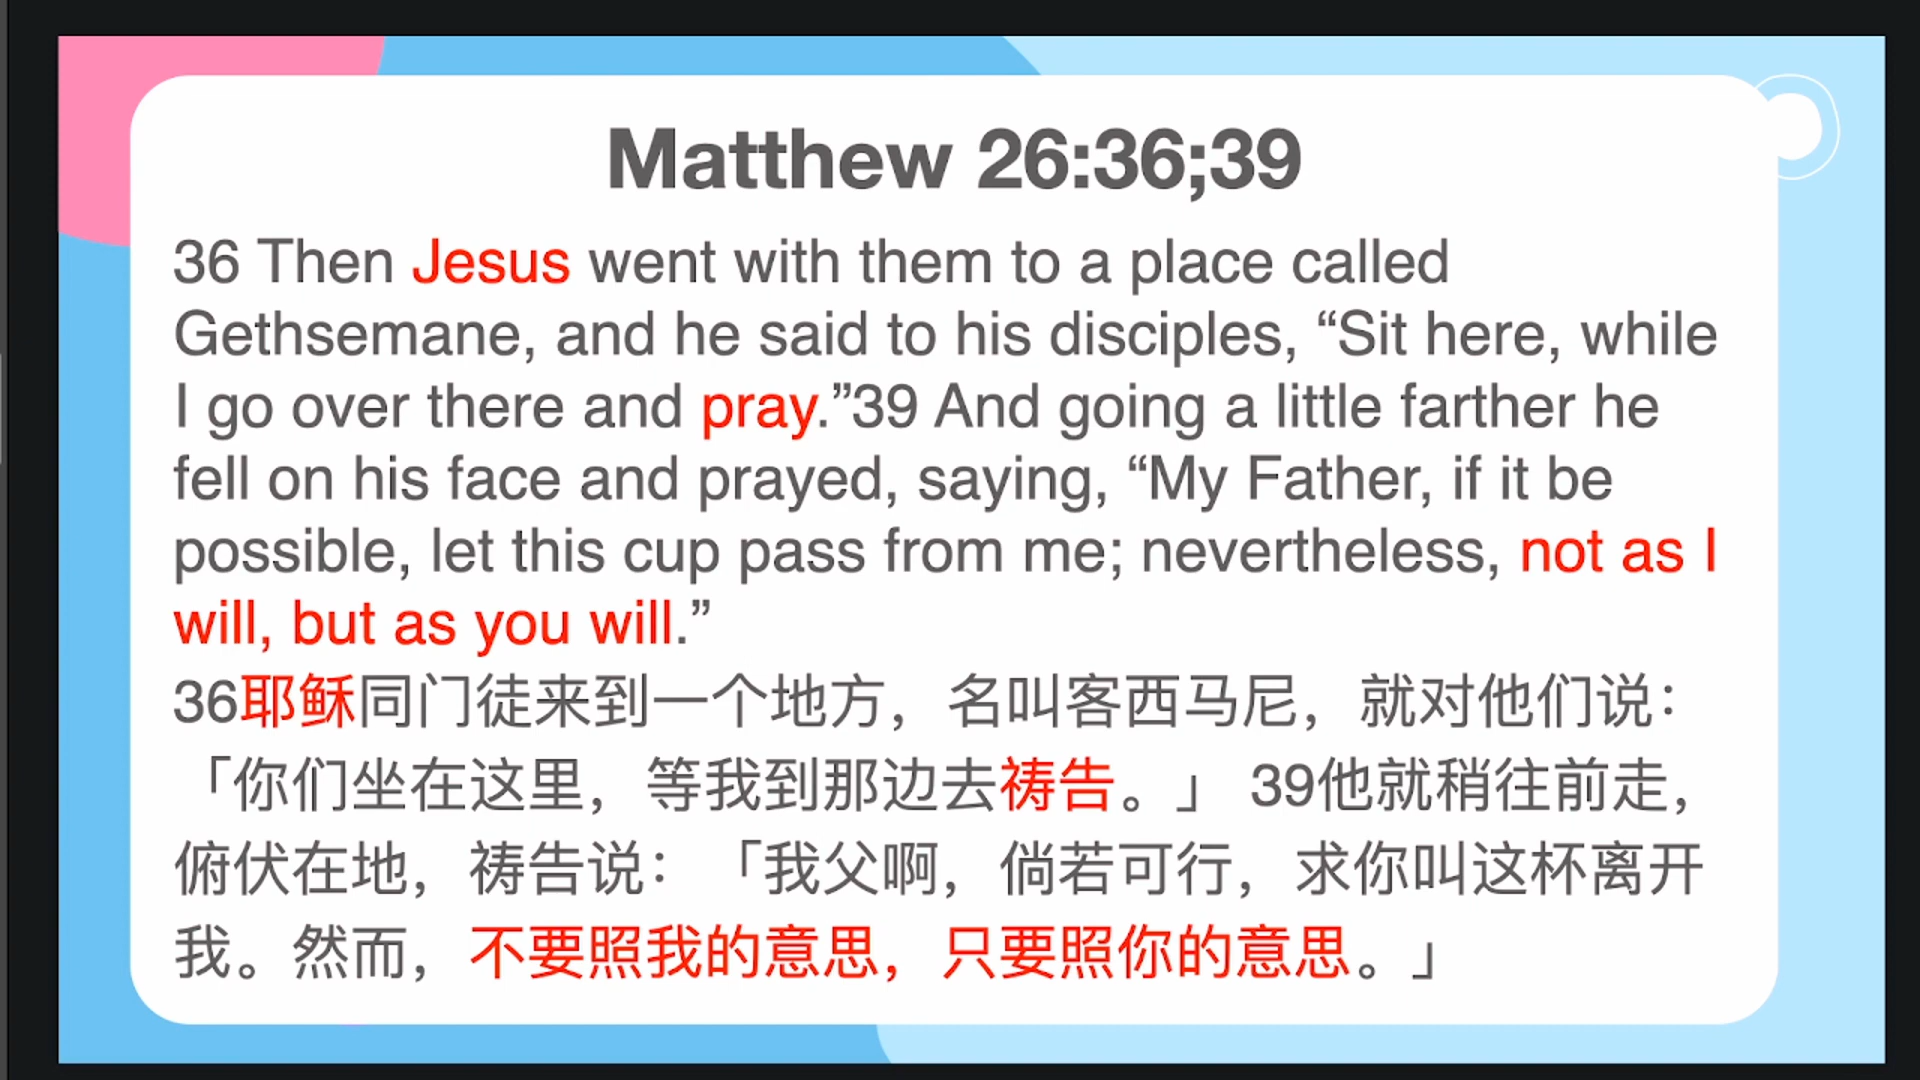 Matthew 26:36;39
36 Then Jesus went with them to a place called
Gethsemane, and he said to his disciples, “Sit here, while
I go over there and pray.”39 And going a little farther he
fell on his face and prayed, saying, “My Father, if it be
possible, let this cup pass from me; nevertheless, not as I
will, but as you will.”
36耶稣同门徒来到一个地方，名叫客西马尼，就对他们说：
「你们坐在这里，等我到那边去祷告。」 39他就稍往前走，
俯伏在地，祷告说：「我父啊，倘若可行，求你叫这杯离开
我。然而，不要照我的意思，只要照你的意思。」